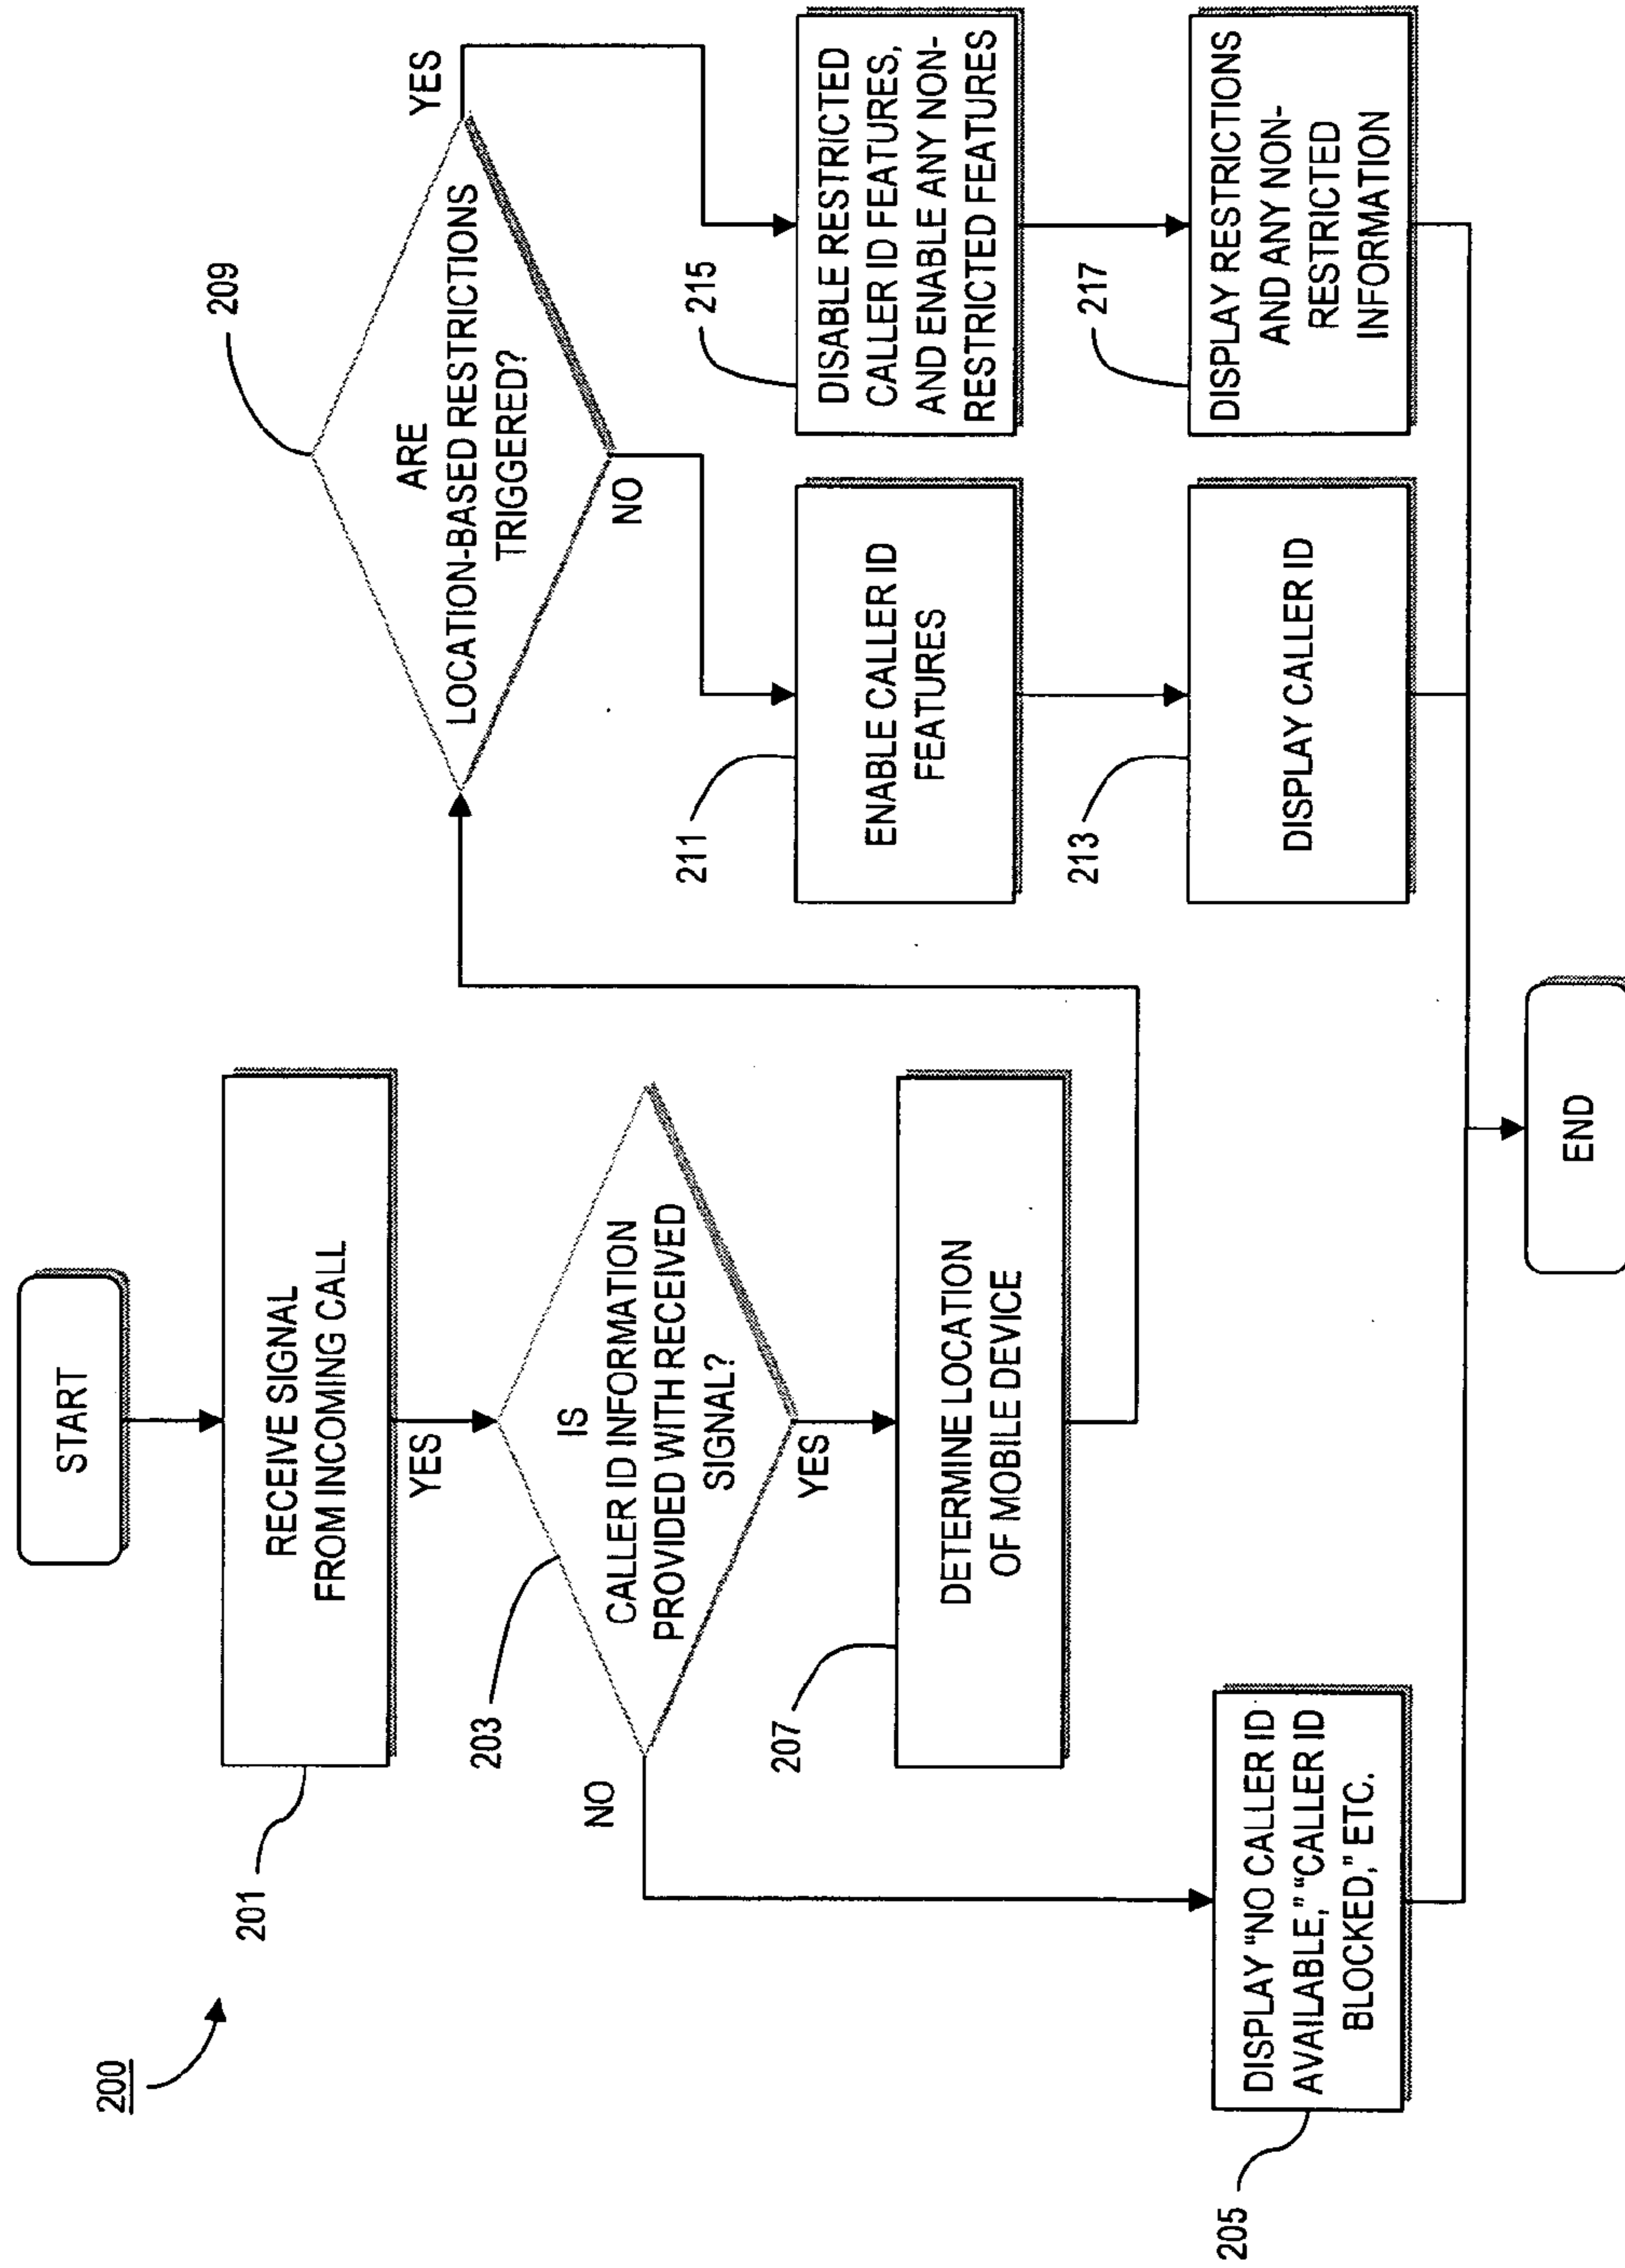 200
START
201
RECEIVE SIGNAL
FROM INCOMING CALL
YES
203
IS
CALLER ID INFORMATION
PROVIDED WITH RECEIVED
SIGNAL?
NO
YES
207
DETERMINE LOCATION
OF MOBILE DEVICE
205
DISPLAY “NO CALLER ID
AVAILABLE,” “CALLER ID
BLOCKED,” ETC.
209
ARE
LOCATION-BASED RESTRICTIONS
TRIGGERED?
YES
NO
211
ENABLE CALLER ID
FEATURES
213
DISPLAY CALLER ID
215
DISABLE RESTRICTED
CALLER ID FEATURES,
AND ENABLE ANY NON-
RESTRICTED FEATURES
217
DISPLAY RESTRICTIONS
AND ANY NON-
RESTRICTED
INFORMATION
END